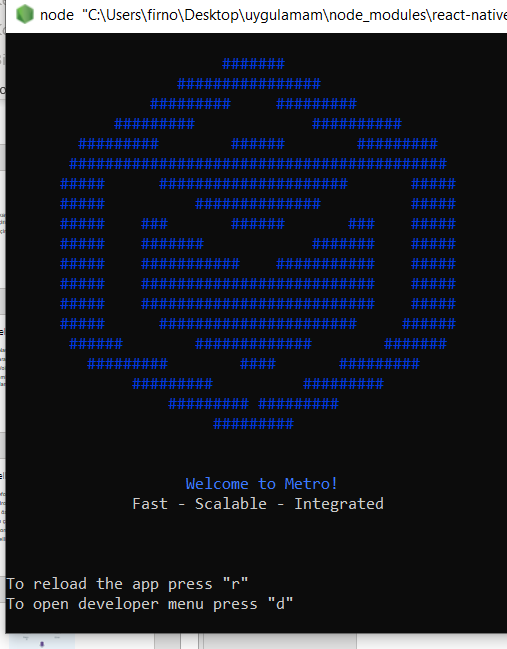 node "C:\Users\firno\Desktop\uygulamam\node_modules\react-native
Welcome to Metro!
Fast - Scalable - Integrated
To reload the app press "r"
To open developer menu press "d"